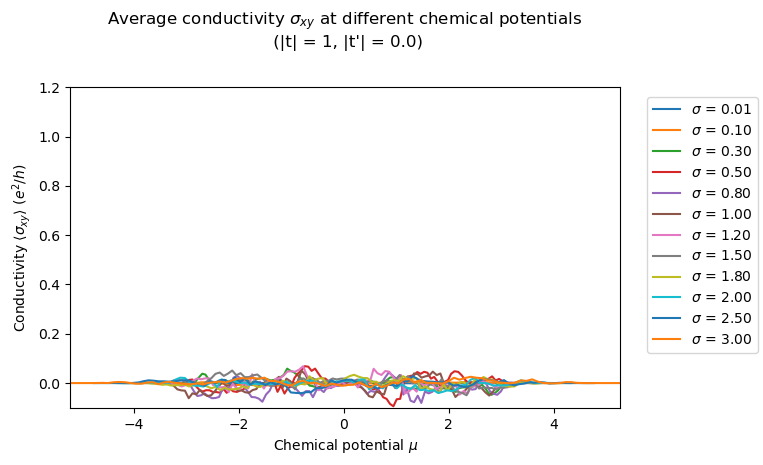 Average conductivity σxy at different chemical potentials
(|t| = 1, |t'| = 0.0)
Conductivity ⟨σxy⟩ (e²/h)
1.2
1.0
0.8
0.6
0.4
0.2
0.0
−4
−2
0
2
4
Chemical potential μ
σ = 0.01
σ = 0.10
σ = 0.30
σ = 0.50
σ = 0.80
σ = 1.00
σ = 1.20
σ = 1.50
σ = 1.80
σ = 2.00
σ = 2.50
σ = 3.00